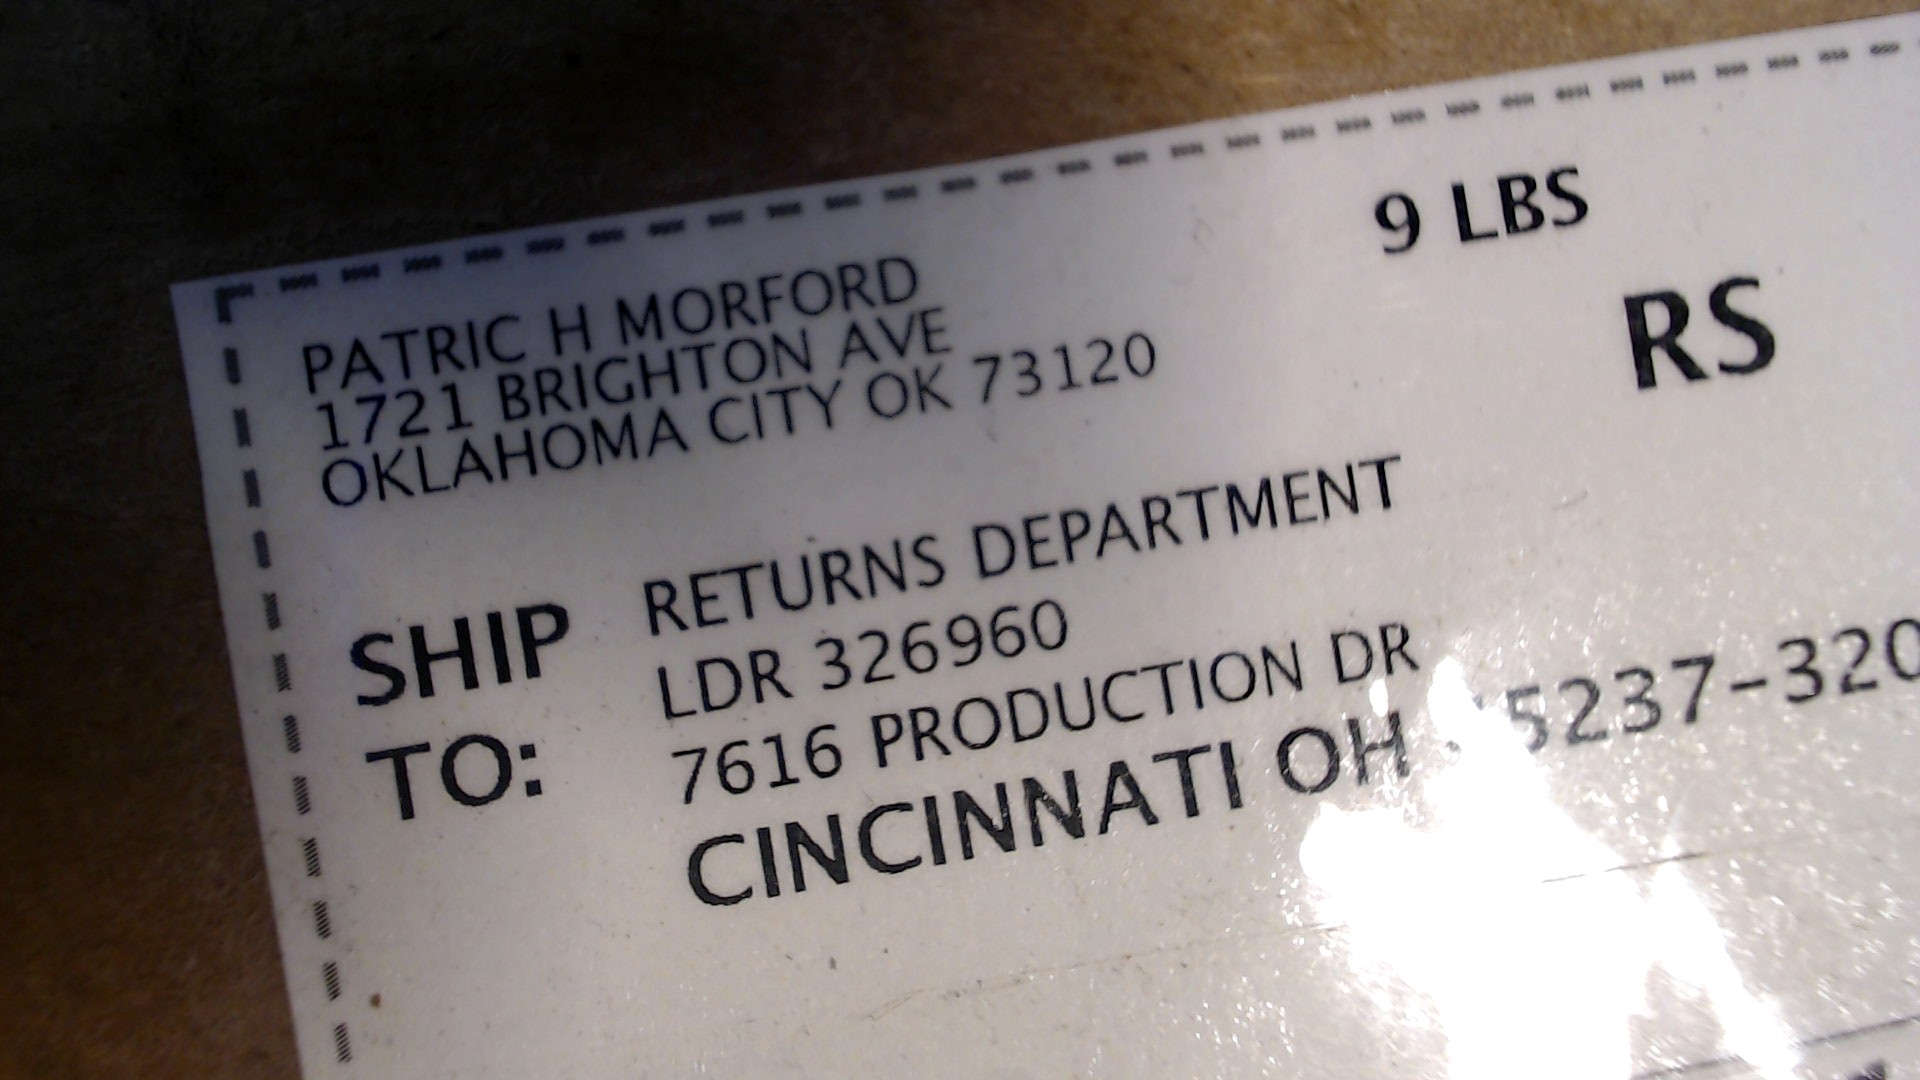 PATRIC H MORFORD
1721 BRIGHTON AVE
OKLAHOMA CITY OK 73120
9 LBS
RS
SHIP TO:
RETURNS DEPARTMENT
LDR 326960
7616 PRODUCTION DR
CINCINNATI OH